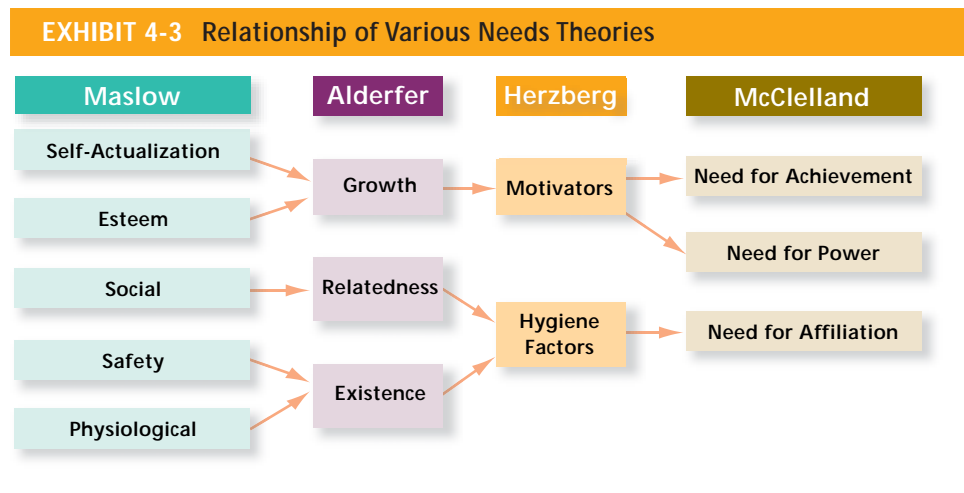 EXHIBIT 4-3 Relationship of Various Needs Theories
Maslow
Alderfer
Herzberg
McClelland
Self-Actualization
Esteem
Social
Safety
Physiological
Growth
Relatedness
Existence
Motivators
Hygiene
Factors
Need for Achievement
Need for Power
Need for Affiliation